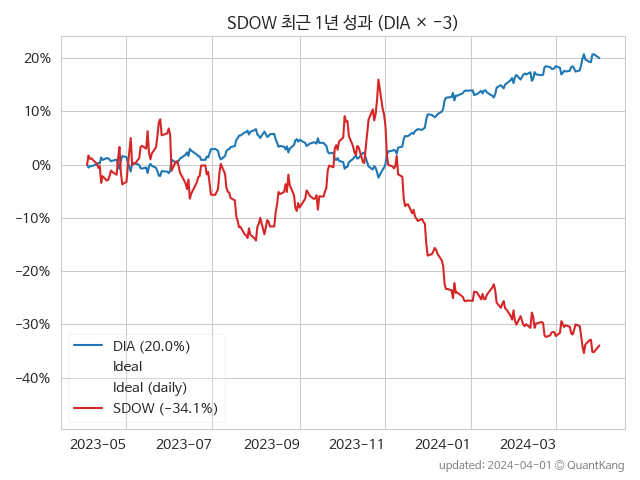 SDOW 최근 1년 성과 (DIA × −3)
20%
10%
0%
−10%
−20%
−30%
−40%
DIA (20.0%)
Ideal
Ideal (daily)
SDOW (−34.1%)
2023-05 2023-07 2023-09 2023-11 2024-01 2024-03
updated: 2024-04-01 © QuantKang